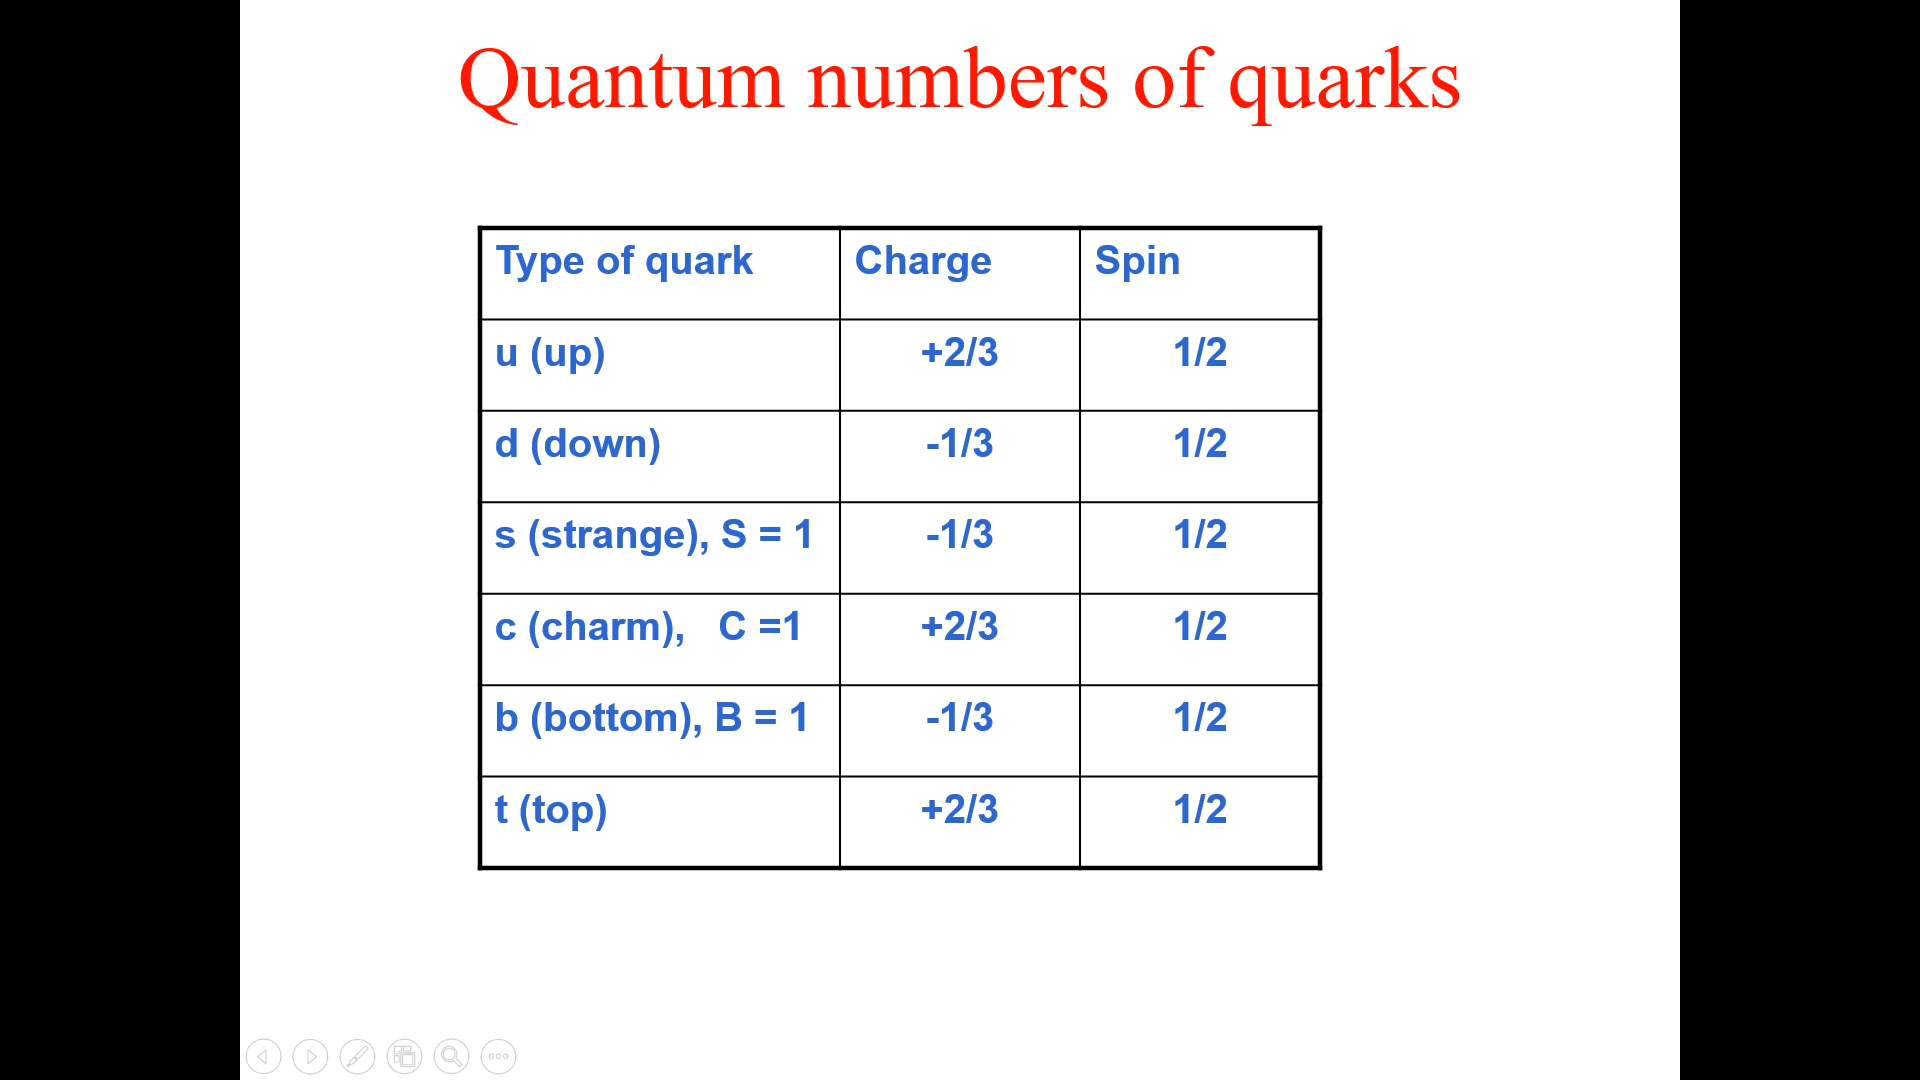 Quantum numbers of quarks
Type of quark Charge Spin
u (up) +2/3 1/2
d (down) -1/3 1/2
s (strange), S = 1 -1/3 1/2
c (charm), C =1 +2/3 1/2
b (bottom), B = 1 -1/3 1/2
t (top) +2/3 1/2